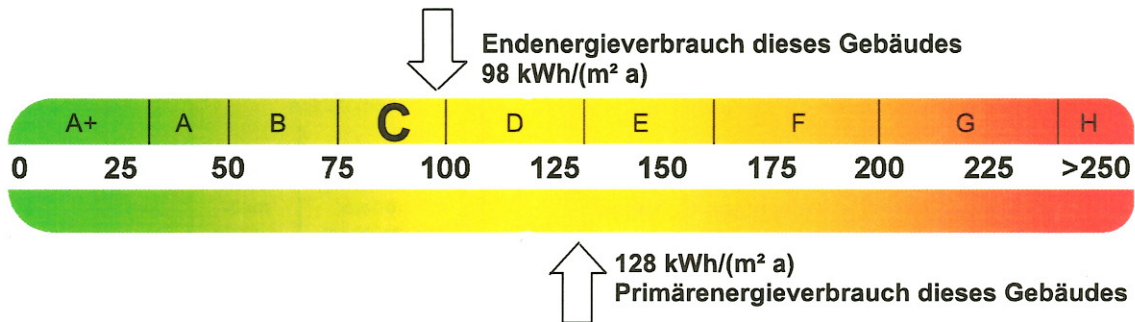 Endenergieverbrauch dieses Gebäudes
98 kWh/(m² a)
A+ A B C D E F G H
0 25 50 75 100 125 150 175 200 225 >250
128 kWh/(m² a)
Primärenergieverbrauch dieses Gebäudes